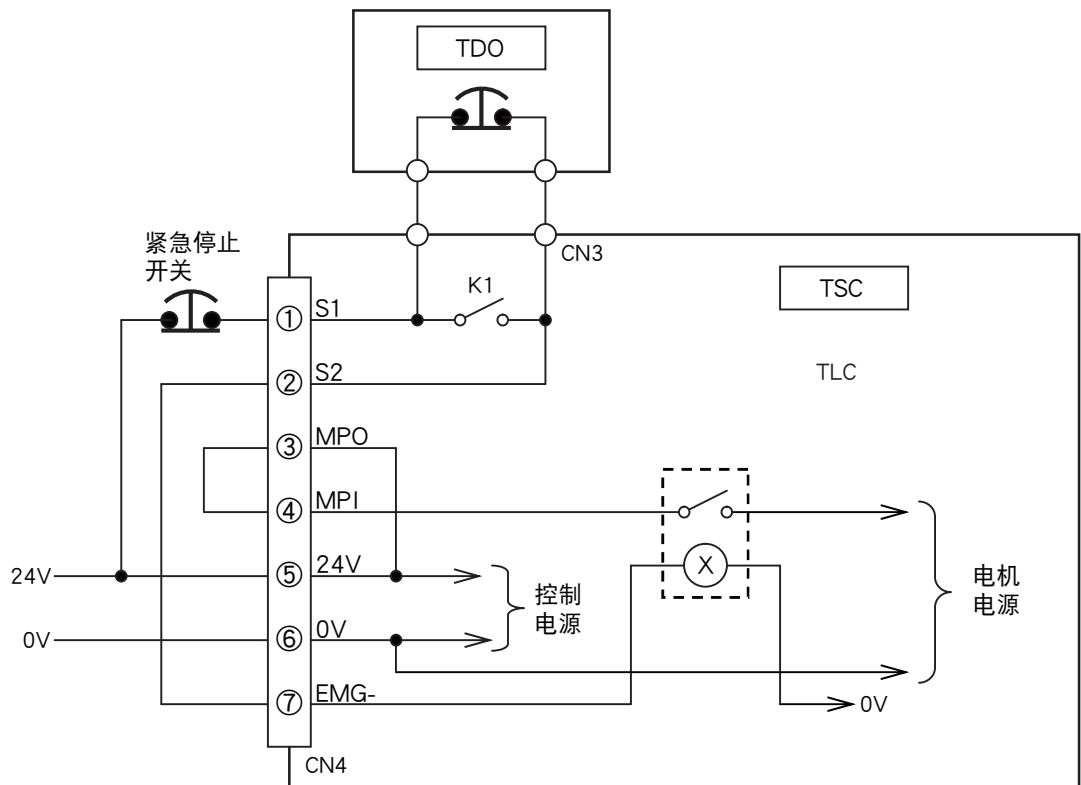 TDO
紧急停止
开关
CN3
K1
TSC
TLC
① S1
② S2
③ MPO
④ MPI
24V ⑤ 24V
0V ⑥ 0V
⑦ EMG-
X
控制
电源
电机
电源
0V
CN4